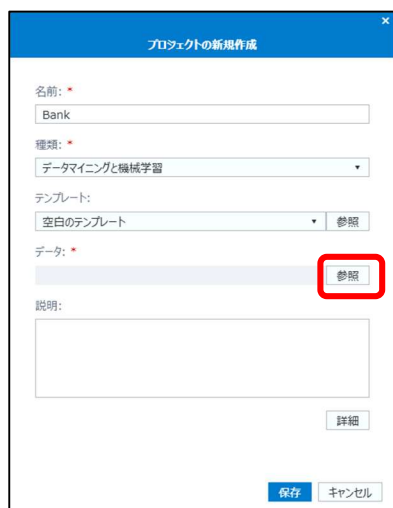 ×
プロジェクトの新規作成
名前: *
Bank
種類: *
データマイニングと機械学習
テンプレート:
空白のテンプレート 参照
データ: *
参照
説明:
詳細
保存 キャンセル